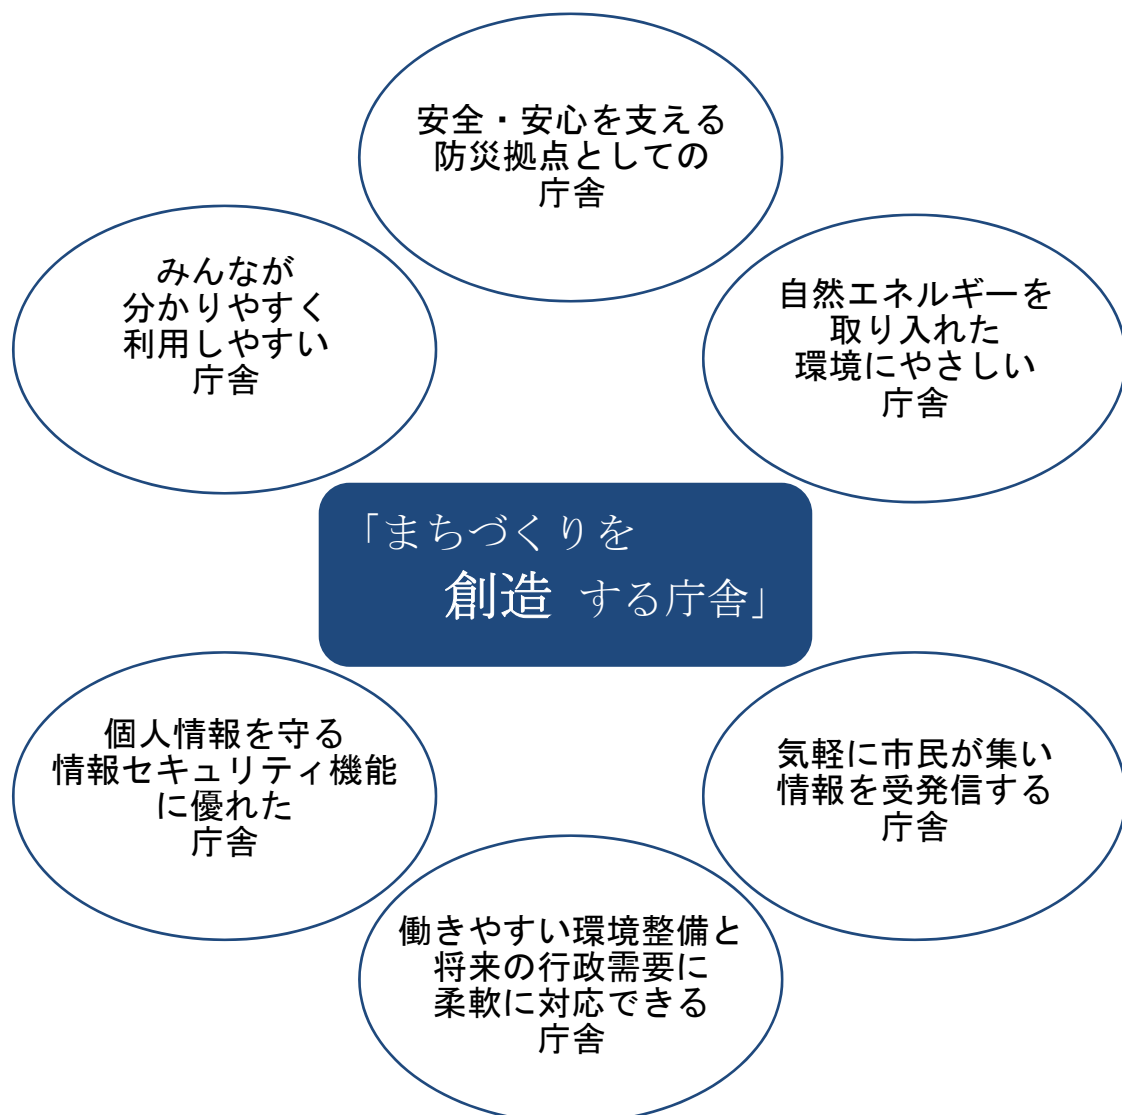 安全・安心を支える
防災拠点としての
庁舎
みんなが
分かりやすく
利用しやすい
庁舎
自然エネルギーを
取り入れた
環境にやさしい
庁舎
「まちづくりを
創造 する庁舎」
個人情報を守る
情報セキュリティ機能
に優れた
庁舎
気軽に市民が集い
情報を受発信する
庁舎
働きやすい環境整備と
将来の行政需要に
柔軟に対応できる
庁舎